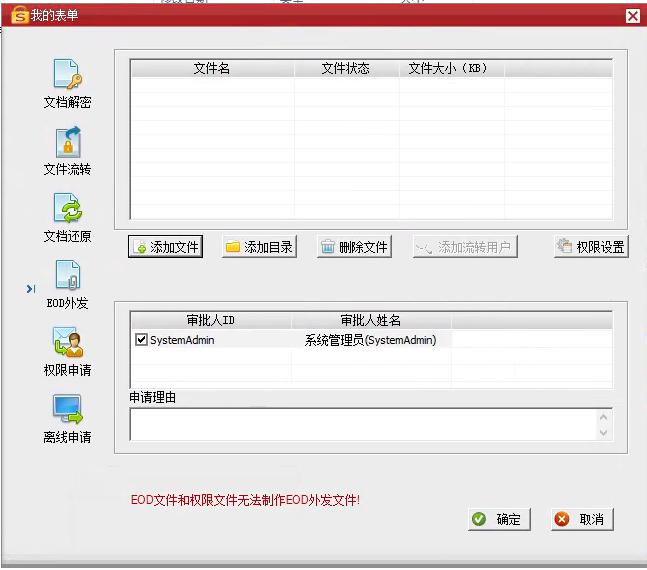 我的表单
文档解密
文件流转
文档还原
EOD外发
权限申请
离线申请
文件名 文件状态 文件大小（KB）
添加文件 添加目录 删除文件 添加流转用户 权限设置
审批人ID 审批人姓名
SystemAdmin 系统管理员(SystemAdmin)
申请理由
EOD文件和权限文件无法制作EOD外发文件!
确定 取消